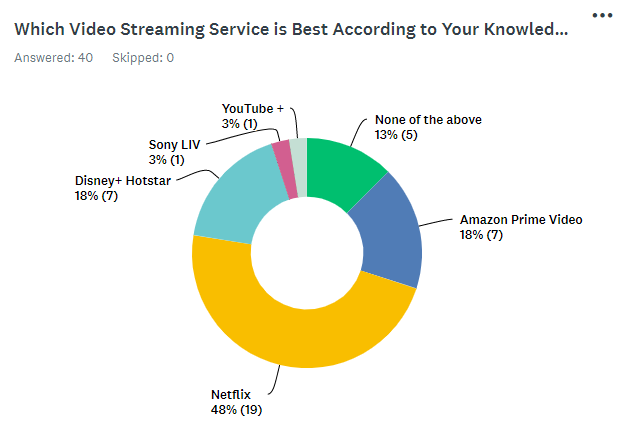 Which Video Streaming Service is Best According to Your Knowled...
Answered: 40 Skipped: 0
YouTube +
3% (1)
None of the above
13% (5)
Sony LIV
3% (1)
Disney+ Hotstar
18% (7)
Amazon Prime Video
18% (7)
Netflix
48% (19)